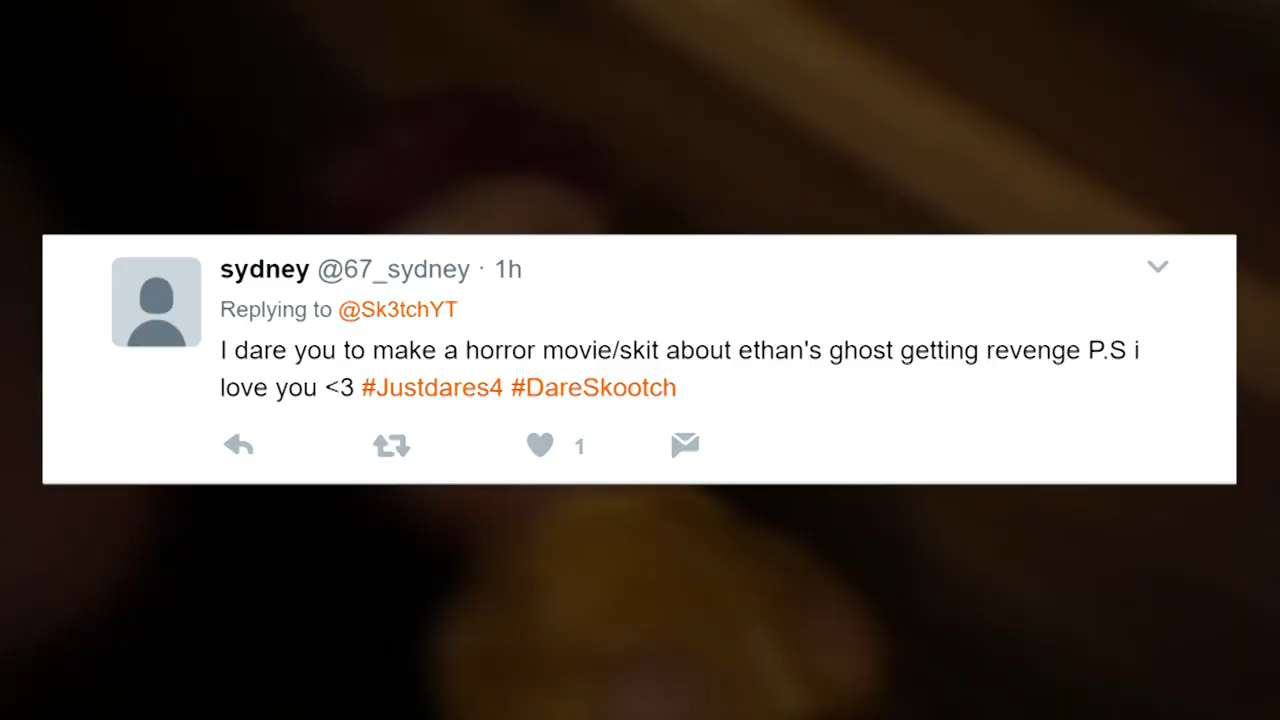 sydney @67_sydney · 1h
Replying to @Sk3tchYT
I dare you to make a horror movie/skit about ethan's ghost getting revenge P.S i
love you <3 #Justdares4 #DareSkootch
1